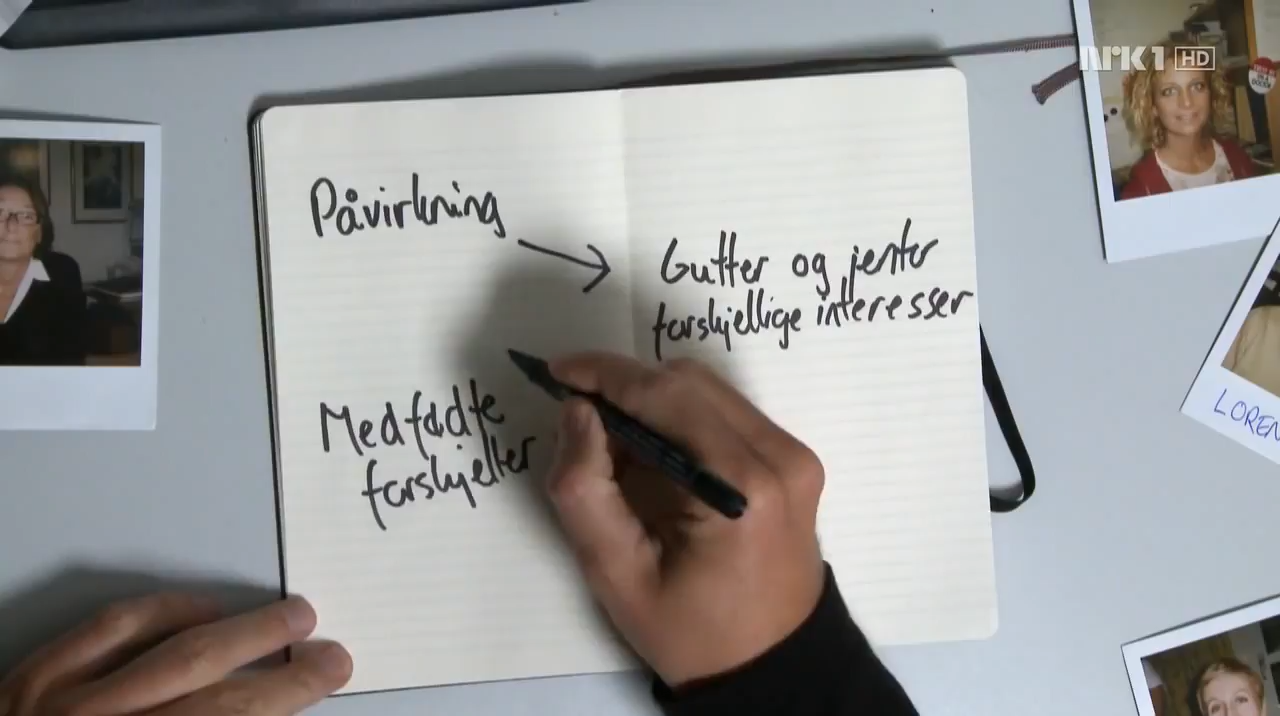 nrk1 HD
Påvirkning
Gutter og jenter
forskjellige interesser
Medfødte
forskjeller
LOREN